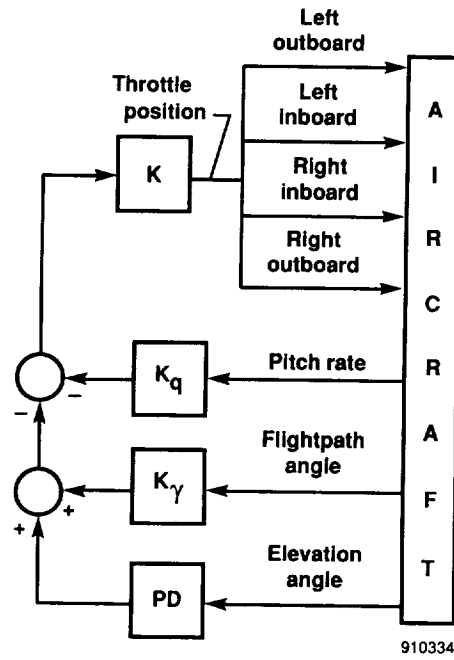 Left
outboard
Throttle
position
Left
inboard
K
Right
inboard
Right
outboard
Kq
Pitch rate
− −
Kγ
Flightpath
angle
+ +
PD
Elevation
angle
A
I
R
C
R
A
F
T
910334